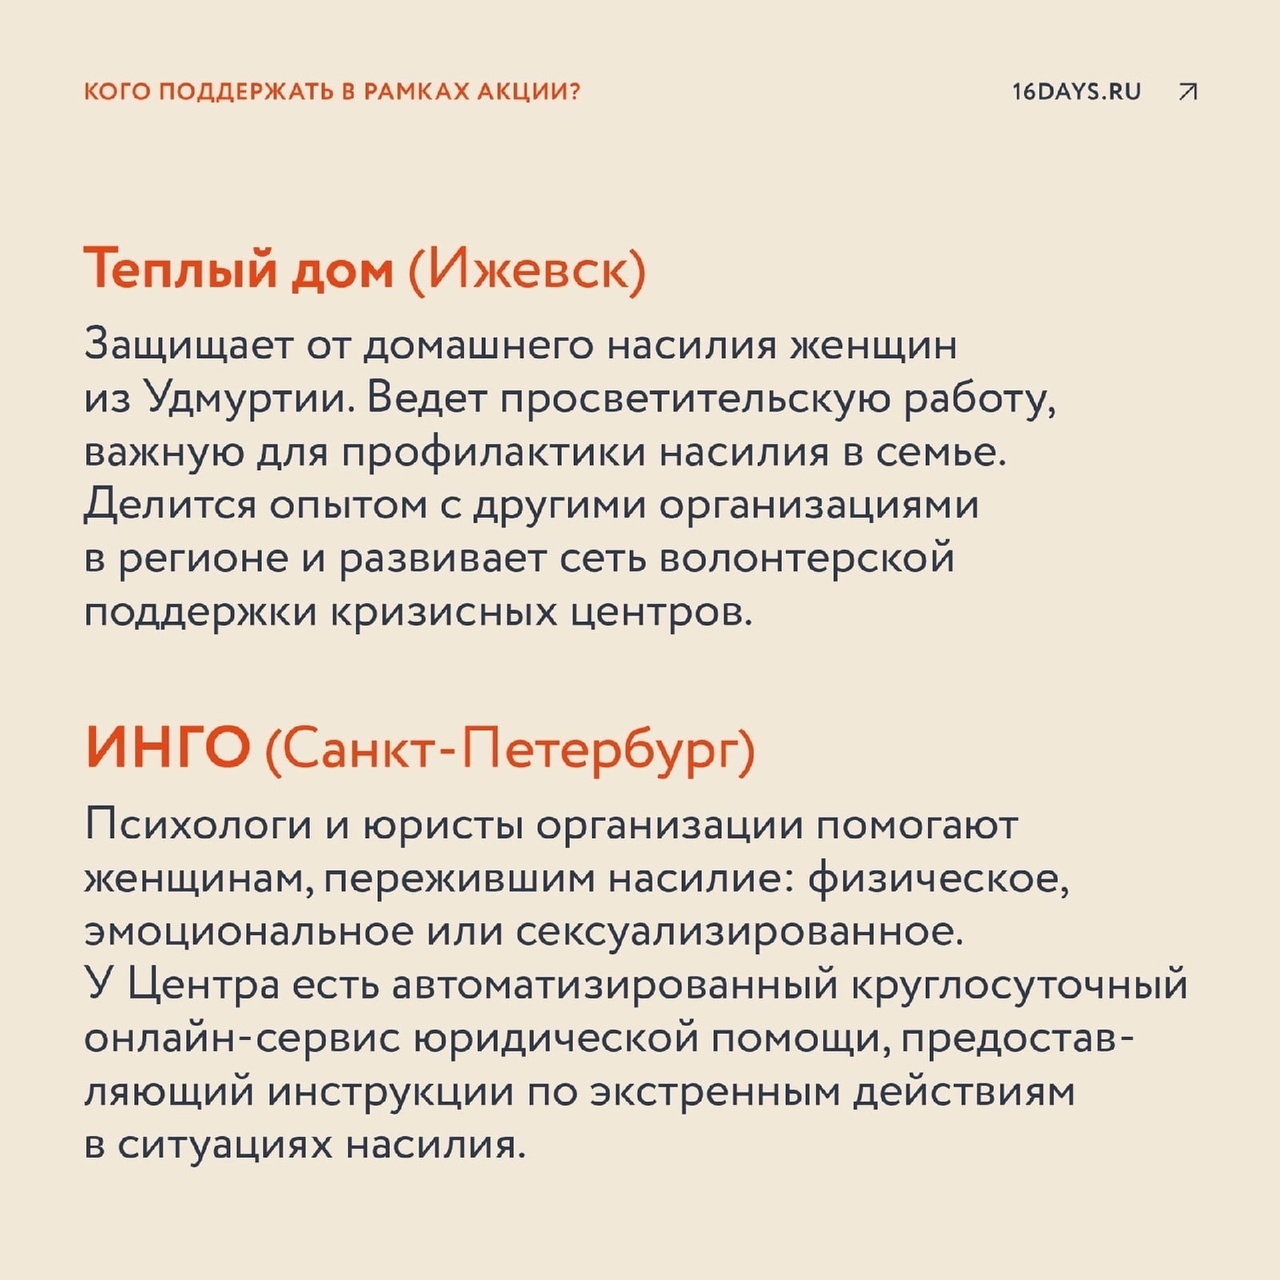 КОГО ПОДДЕРЖАТЬ В РАМКАХ АКЦИИ?
16DAYS.RU
Теплый дом (Ижевск)
Защищает от домашнего насилия женщин
из Удмуртии. Ведет просветительскую работу,
важную для профилактики насилия в семье.
Делится опытом с другими организациями
в регионе и развивает сеть волонтерской
поддержки кризисных центров.
ИНГО (Санкт-Петербург)
Психологи и юристы организации помогают
женщинам, пережившим насилие: физическое,
эмоциональное или сексуализированное.
У Центра есть автоматизированный круглосуточный
онлайн-сервис юридической помощи, предостав-
ляющий инструкции по экстренным действиям
в ситуациях насилия.